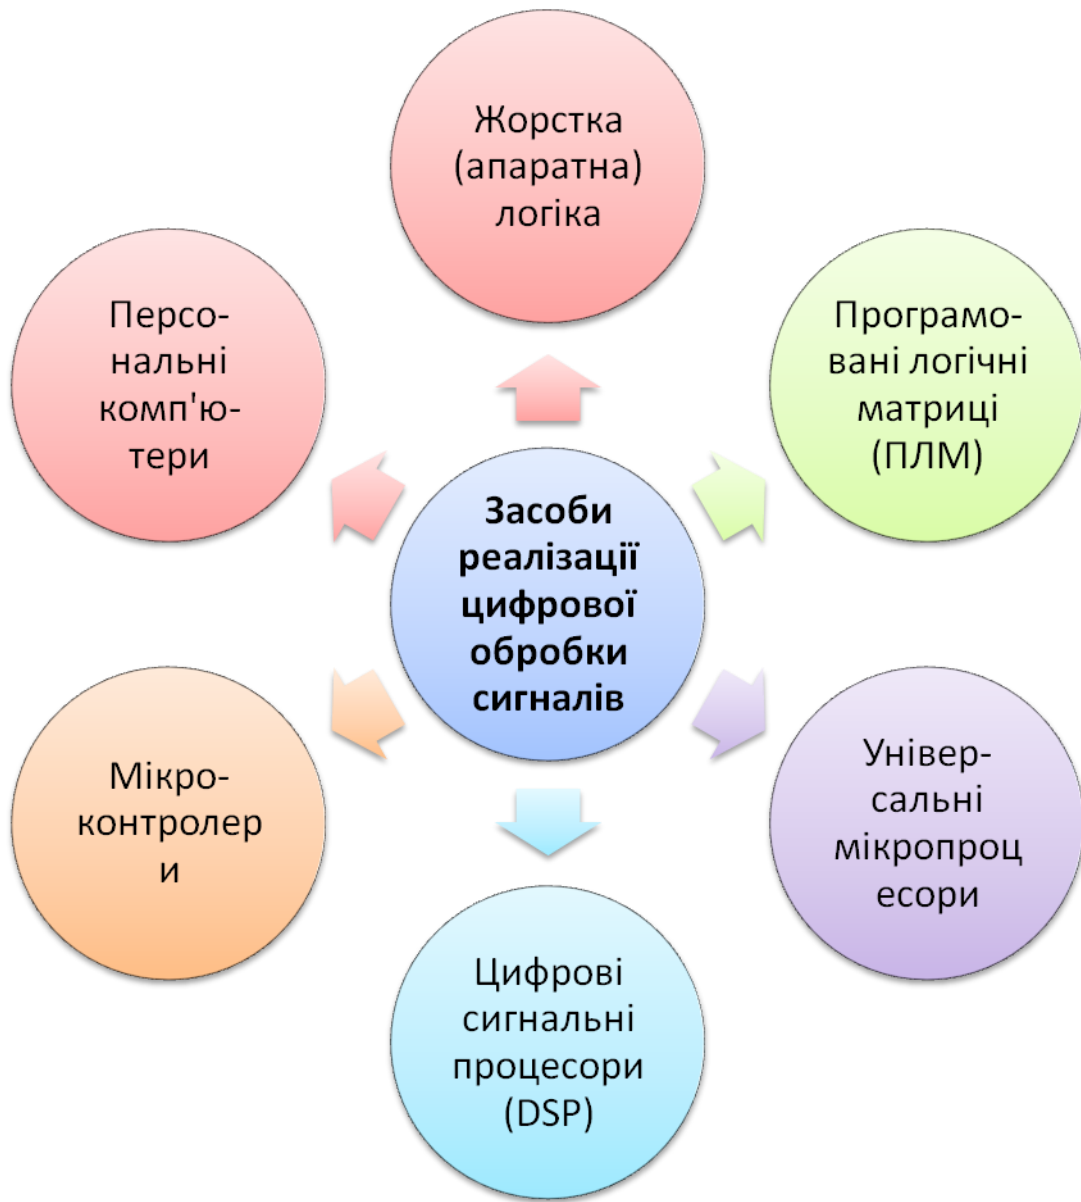 Жорстка
(апаратна)
логіка
Персо-
нальні
комп'ю-
тери
Програмо-
вані логічні
матриці
(ПЛМ)
Засоби
реалізації
цифрової
обробки
сигналів
Мікро-
контролер
и
Універ-
сальні
мікропроц
есори
Цифрові
сигнальні
процесори
(DSP)